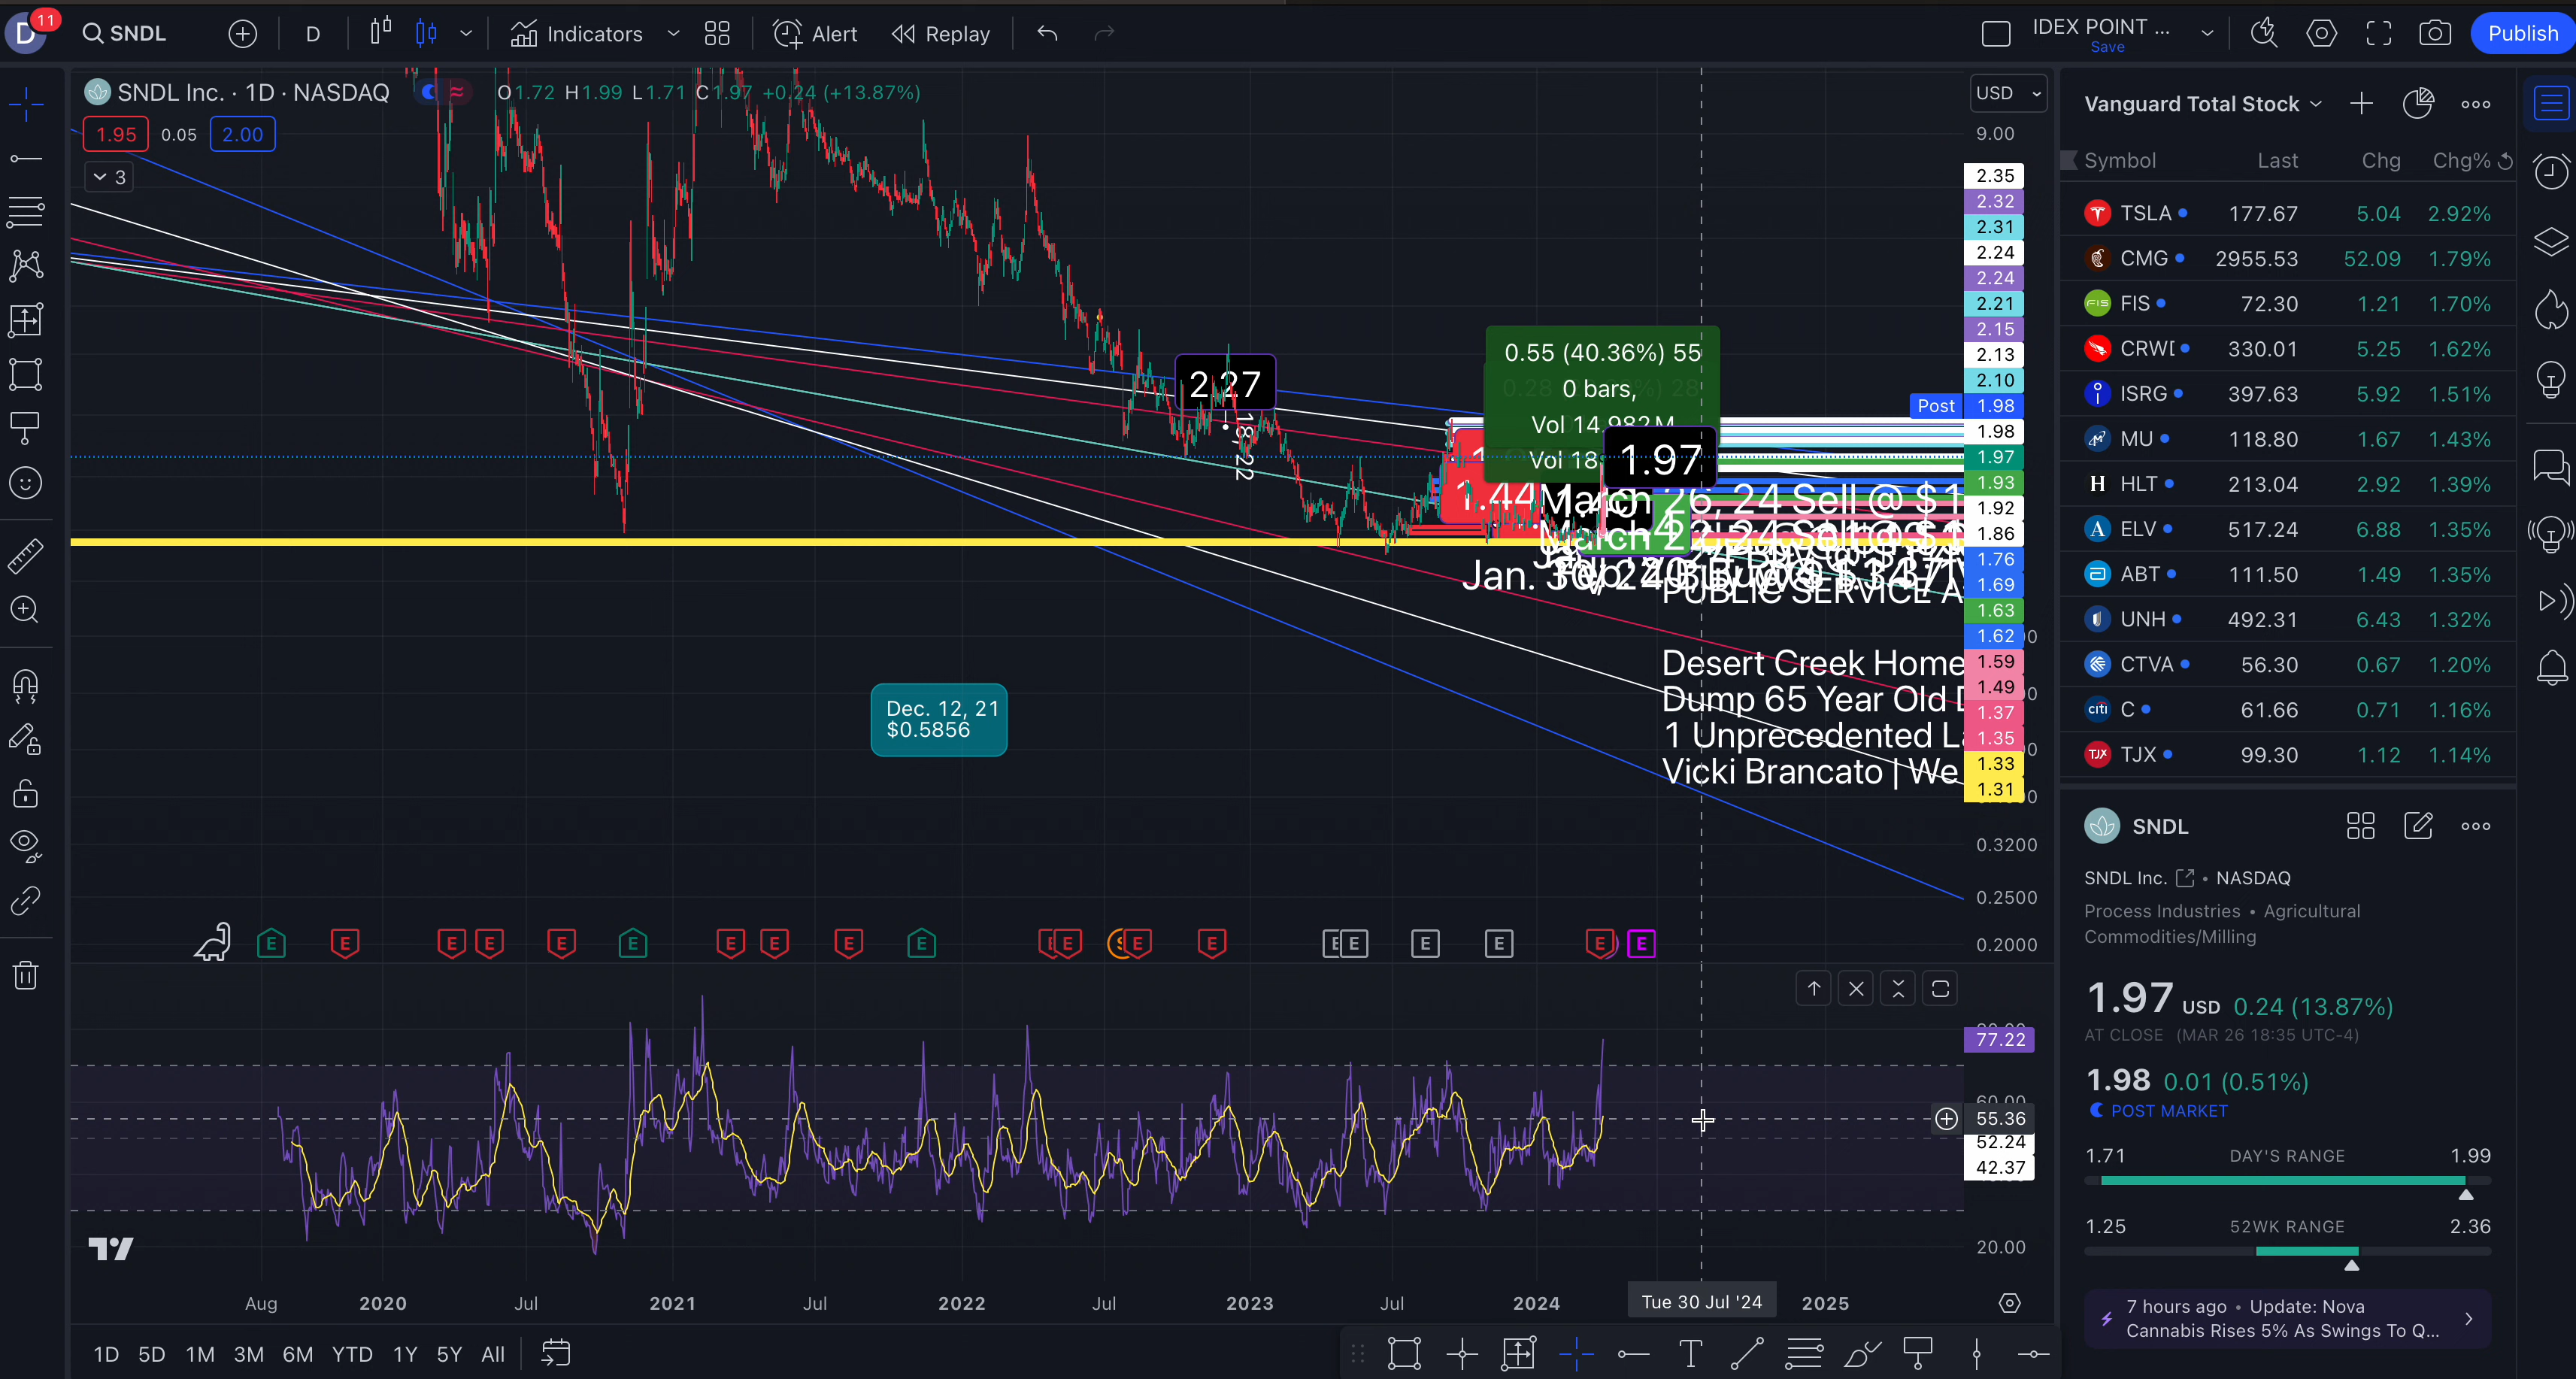 D 11 SNDL D Indicators Alert Replay IDEX POINT ... Save Publish
SNDL Inc. · 1D · NASDAQ O1.72 H1.99 L1.71 C1.97 +0.24 (+13.87%)
1.95 0.05 2.00
3
USD
9.00
2.35
2.32
2.31
2.24
2.24
2.21
2.15
2.13
2.10
Post 1.98
1.98
1.97
1.93
1.92
1.86
1.76
1.69
1.63
1.62
1.59
1.49
1.37
1.35
1.33
1.31
0.3200
0.2500
0.2000
2.27
0.55 (40.36%) 55
0 bars,
Vol 14.982M
Vol 18
1.97
1.44
March 26, 24 Sell @ $1
PUBLIC SERVICE A
Desert Creek Home
Dump 65 Year Old
1 Unprecedented
Vicki Brancato | We
Dec. 12, 21
$0.5856
E E E E E E E E E E E E E E E E E E E
77.22
60.00
55.36
52.24
42.37
20.00
Aug 2020 Jul 2021 Jul 2022 Jul 2023 Jul 2024 Tue 30 Jul '24 2025
1D 5D 1M 3M 6M YTD 1Y 5Y All
Vanguard Total Stock
Symbol Last Chg Chg%
TSLA 177.67 5.04 2.92%
CMG 2955.53 52.09 1.79%
FIS FIS 72.30 1.21 1.70%
CRWD 330.01 5.25 1.62%
ISRG 397.63 5.92 1.51%
MU 118.80 1.67 1.43%
H HLT 213.04 2.92 1.39%
A ELV 517.24 6.88 1.35%
ABT 111.50 1.49 1.35%
UNH 492.31 6.43 1.32%
CTVA 56.30 0.67 1.20%
citi C 61.66 0.71 1.16%
TJX TJX 99.30 1.12 1.14%
SNDL
SNDL Inc. • NASDAQ
Process Industries • Agricultural
Commodities/Milling
1.97 USD 0.24 (13.87%)
AT CLOSE (MAR 26 18:35 UTC-4)
1.98 0.01 (0.51%)
POST MARKET
1.71 DAY'S RANGE 1.99
1.25 52WK RANGE 2.36
7 hours ago • Update: Nova
Cannabis Rises 5% As Swings To Q...